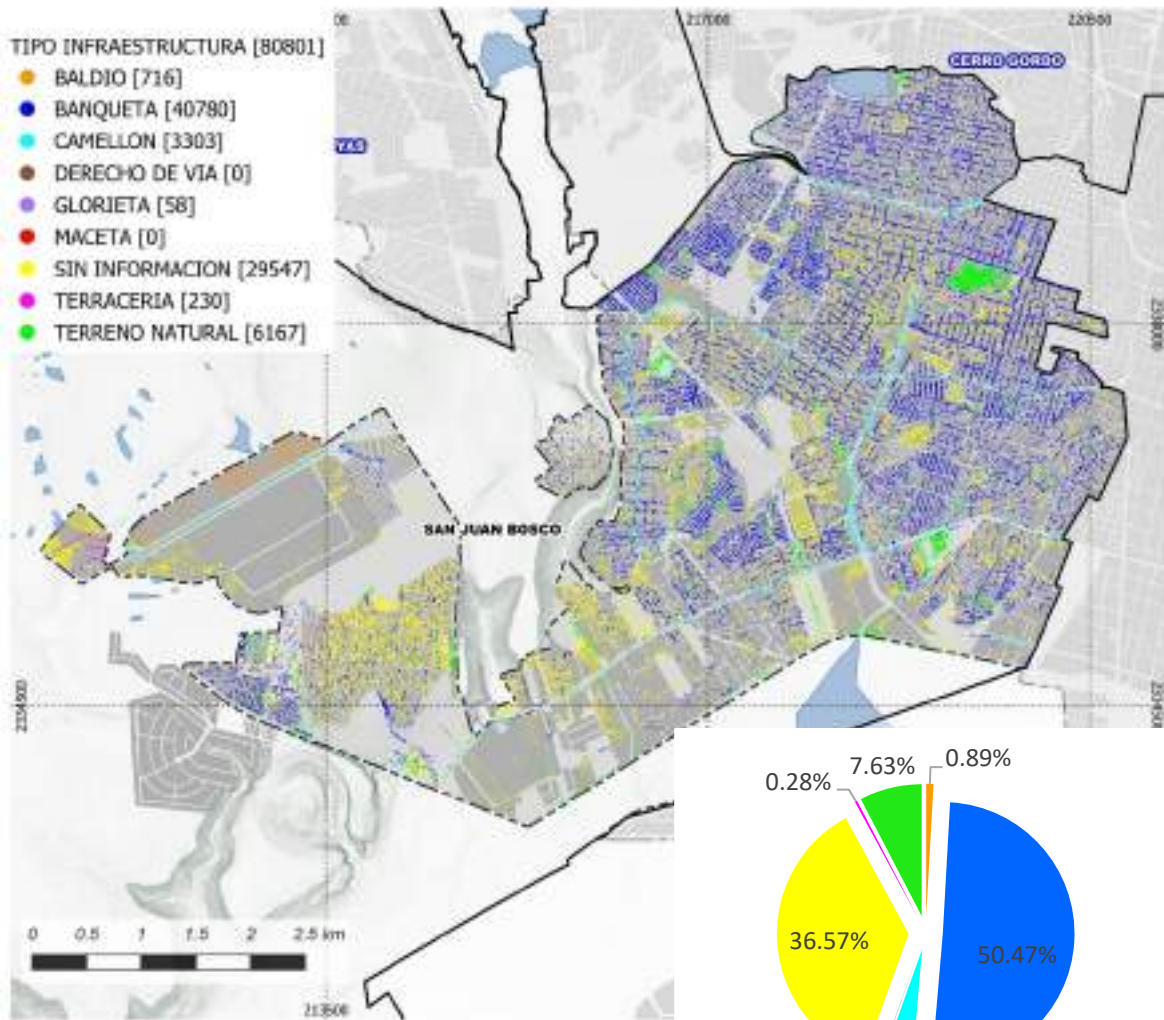 00
217000
220500
TIPO INFRAESTRUCTURA [80801]
BALDIO [716]
BANQUETA [40780]
CAMELLON [3303]
DERECHO DE VIA [0]
GLORIETA [58]
MACETA [0]
SIN INFORMACION [29547]
TERRACERIA [230]
TERRENO NATURAL [6167]
CERRO GORDO
YAS
SAN JUAN BOSCO
0 0.5 1 1.5 2 2.5 km
213500
0.28%
7.63%
0.89%
36.57%
50.47%